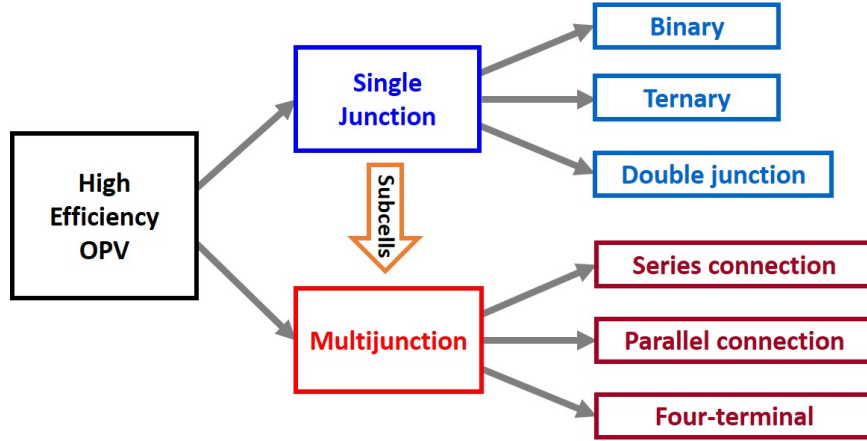 High
Efficiency
OPV
Single
Junction
Subcells
Multijunction
Binary
Ternary
Double junction
Series connection
Parallel connection
Four-terminal